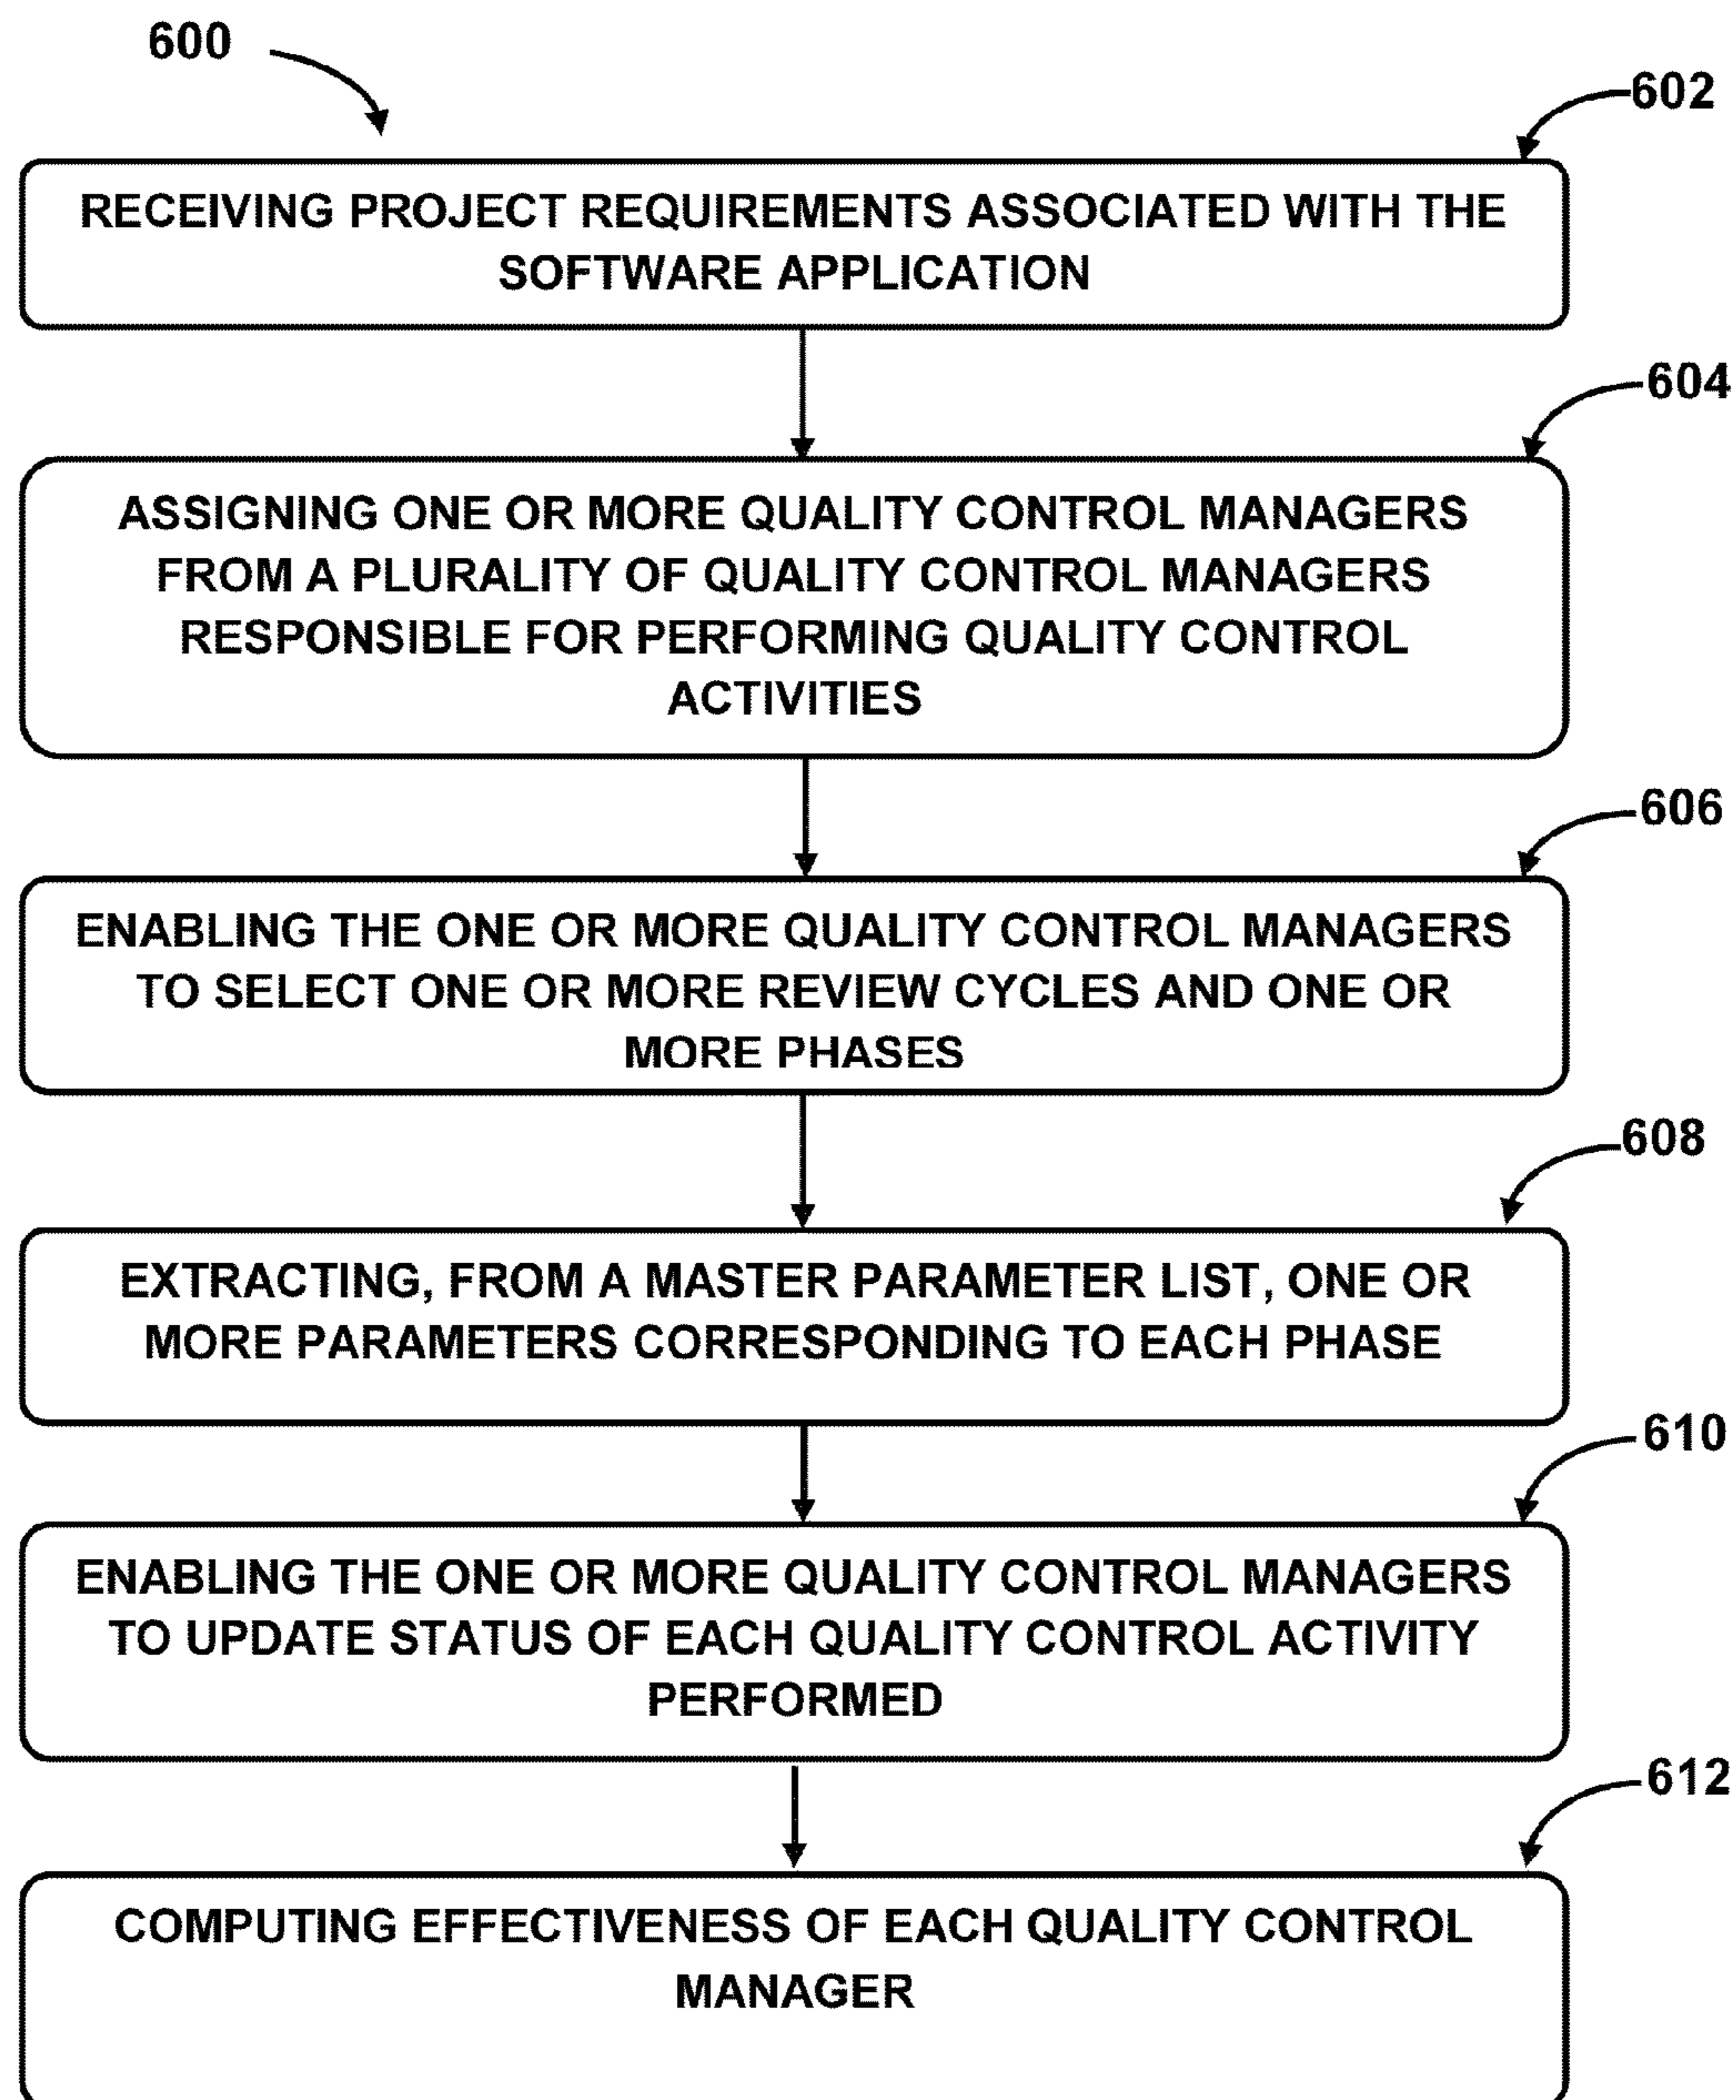 600
602
RECEIVING PROJECT REQUIREMENTS ASSOCIATED WITH THE
SOFTWARE APPLICATION
604
ASSIGNING ONE OR MORE QUALITY CONTROL MANAGERS
FROM A PLURALITY OF QUALITY CONTROL MANAGERS
RESPONSIBLE FOR PERFORMING QUALITY CONTROL
ACTIVITIES
606
ENABLING THE ONE OR MORE QUALITY CONTROL MANAGERS
TO SELECT ONE OR MORE REVIEW CYCLES AND ONE OR
MORE PHASES
608
EXTRACTING, FROM A MASTER PARAMETER LIST, ONE OR
MORE PARAMETERS CORRESPONDING TO EACH PHASE
610
ENABLING THE ONE OR MORE QUALITY CONTROL MANAGERS
TO UPDATE STATUS OF EACH QUALITY CONTROL ACTIVITY
PERFORMED
612
COMPUTING EFFECTIVENESS OF EACH QUALITY CONTROL
MANAGER